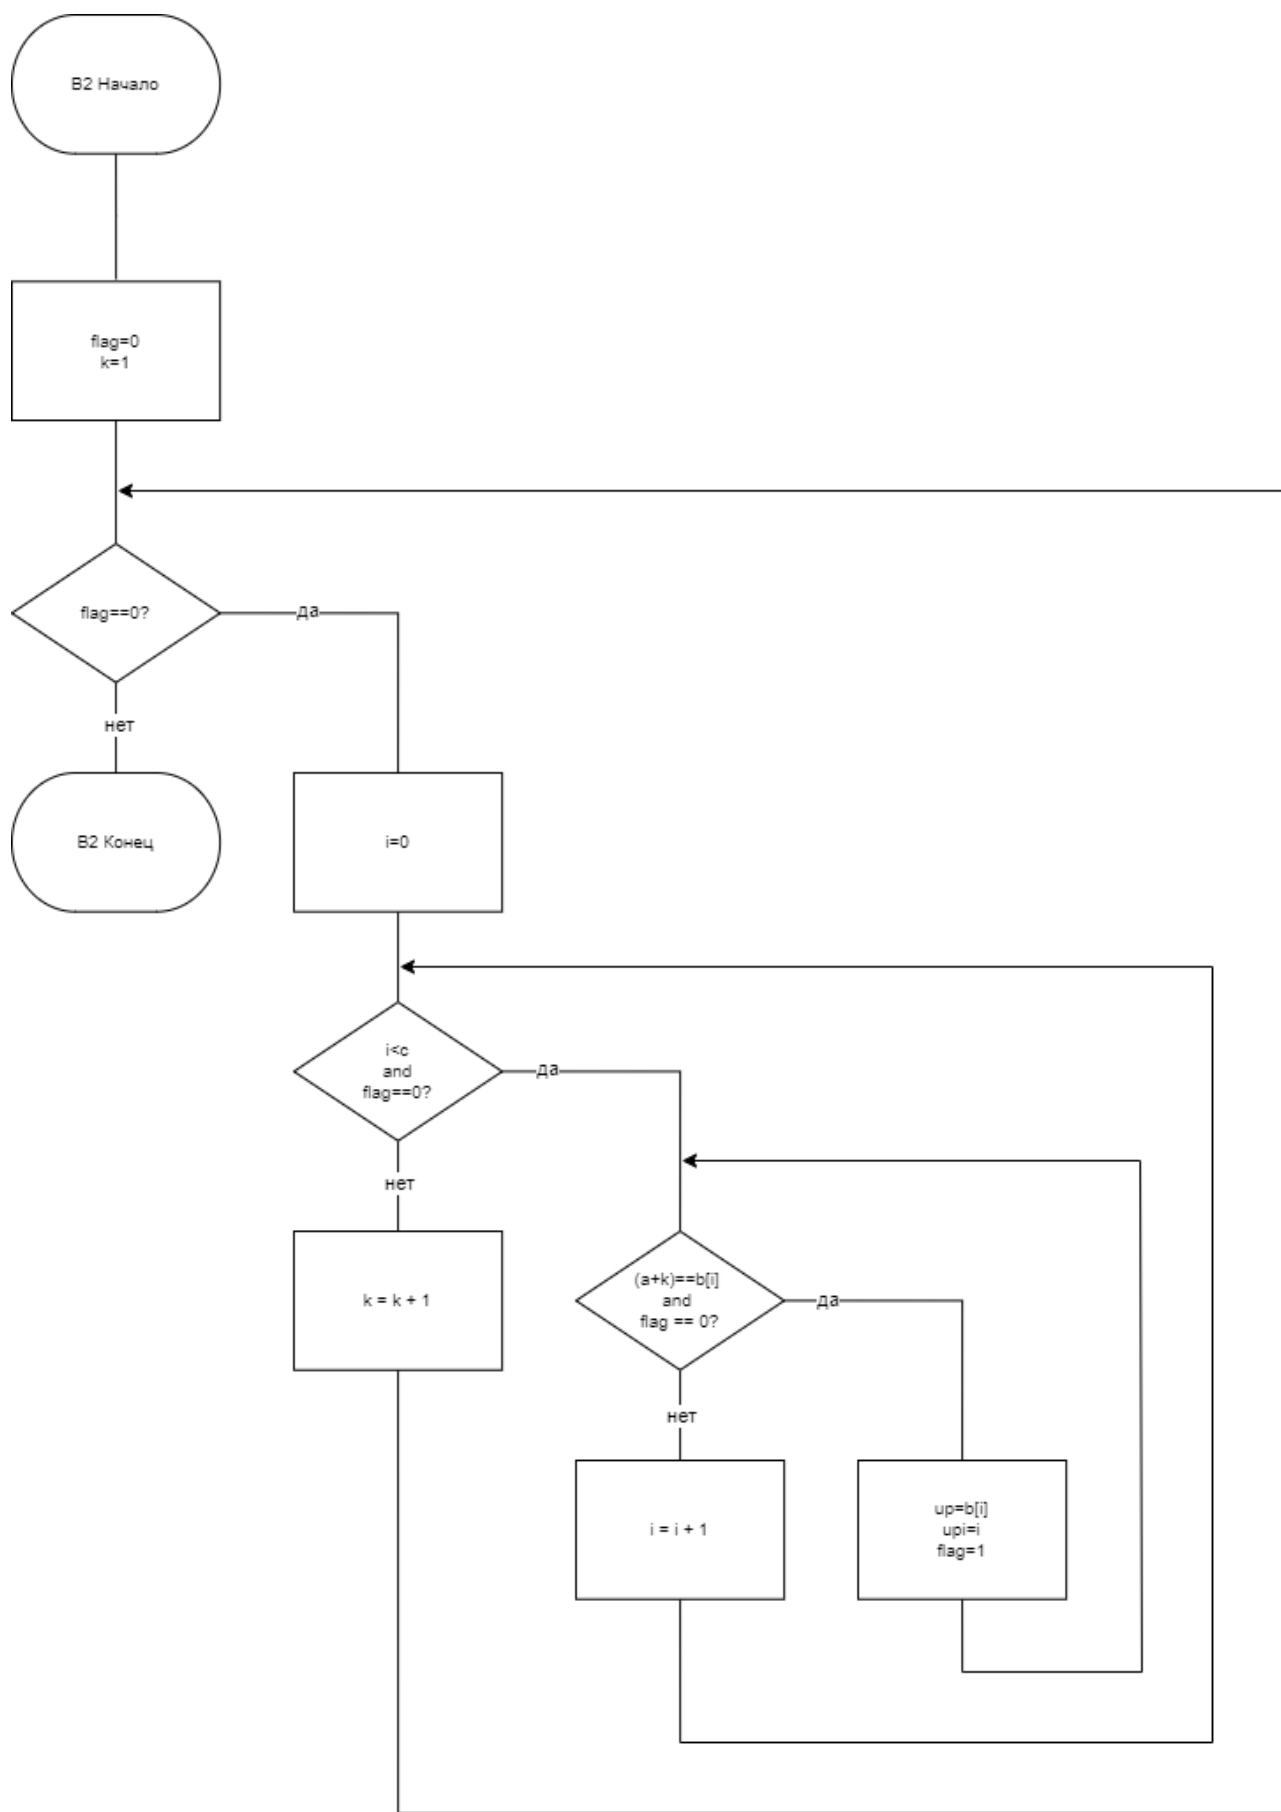 B2 Начало
flag=0
k=1
flag==0?
да
нет
B2 Конец
i=0
i<c
and
flag==0?
да
нет
k = k + 1
(a+k)==b[i]
and
flag == 0?
да
нет
i = i + 1
up=b[i]
upi=i
flag=1